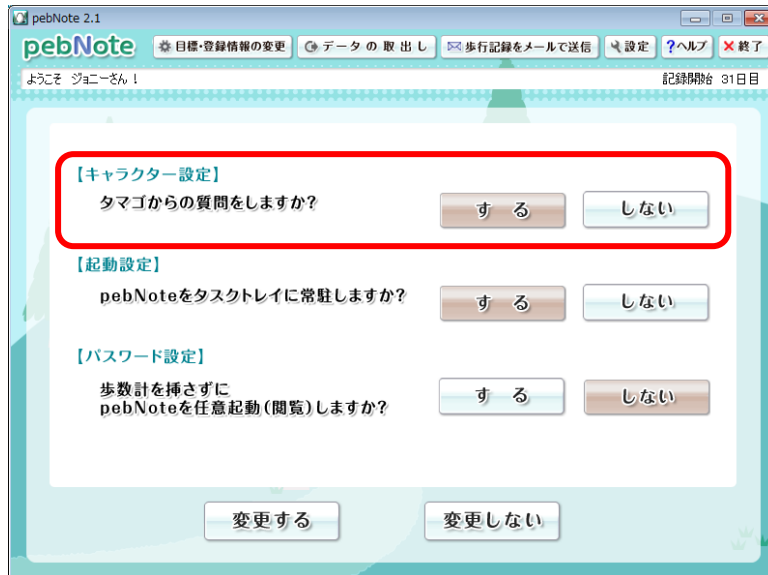 pebNote 2.1
pebNote 目標・登録情報の変更 データの取出し 歩行記録をメールで送信 設定 ?ヘルプ ×終了
ようこそ ジョニーさん！ 記録開始 31日目
【キャラクター設定】
タマゴからの質問をしますか？ する しない
【起動設定】
pebNoteをタスクトレイに常駐しますか？ する しない
【パスワード設定】
歩数計を挿さずに
pebNoteを任意起動(閲覧)しますか？ する しない
変更する 変更しない